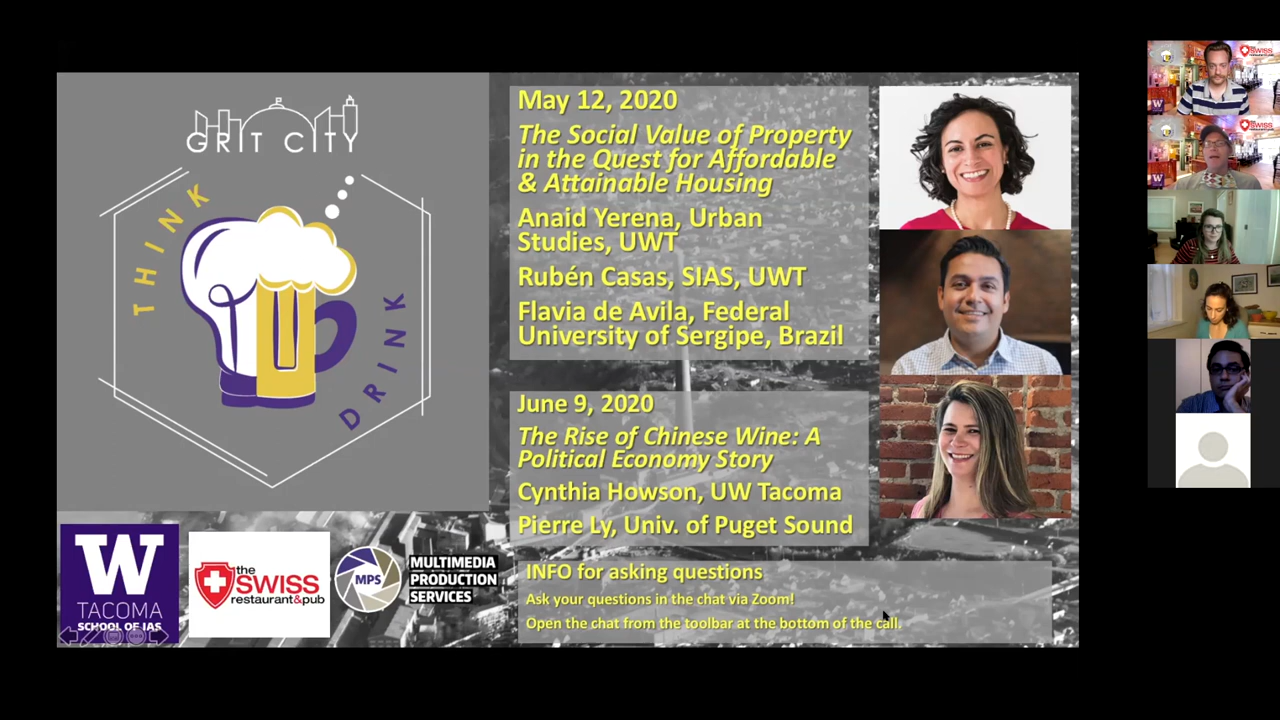 GRIT CITY
THINK
DRINK
W
TACOMA
SCHOOL OF IAS
the
SWISS
restaurant&pub
MPS
MULTIMEDIA
PRODUCTION
SERVICES
May 12, 2020
The Social Value of Property
in the Quest for Affordable
& Attainable Housing
Anaid Yerena, Urban
Studies, UWT
Rubén Casas, SIAS, UWT
Flavia de Avila, Federal
University of Sergipe, Brazil
June 9, 2020
The Rise of Chinese Wine: A
Political Economy Story
Cynthia Howson, UW Tacoma
Pierre Ly, Univ. of Puget Sound
INFO for asking questions
Ask your questions in the chat via Zoom!
Open the chat from the toolbar at the bottom of the call.
SWISS
W
SWISS
W